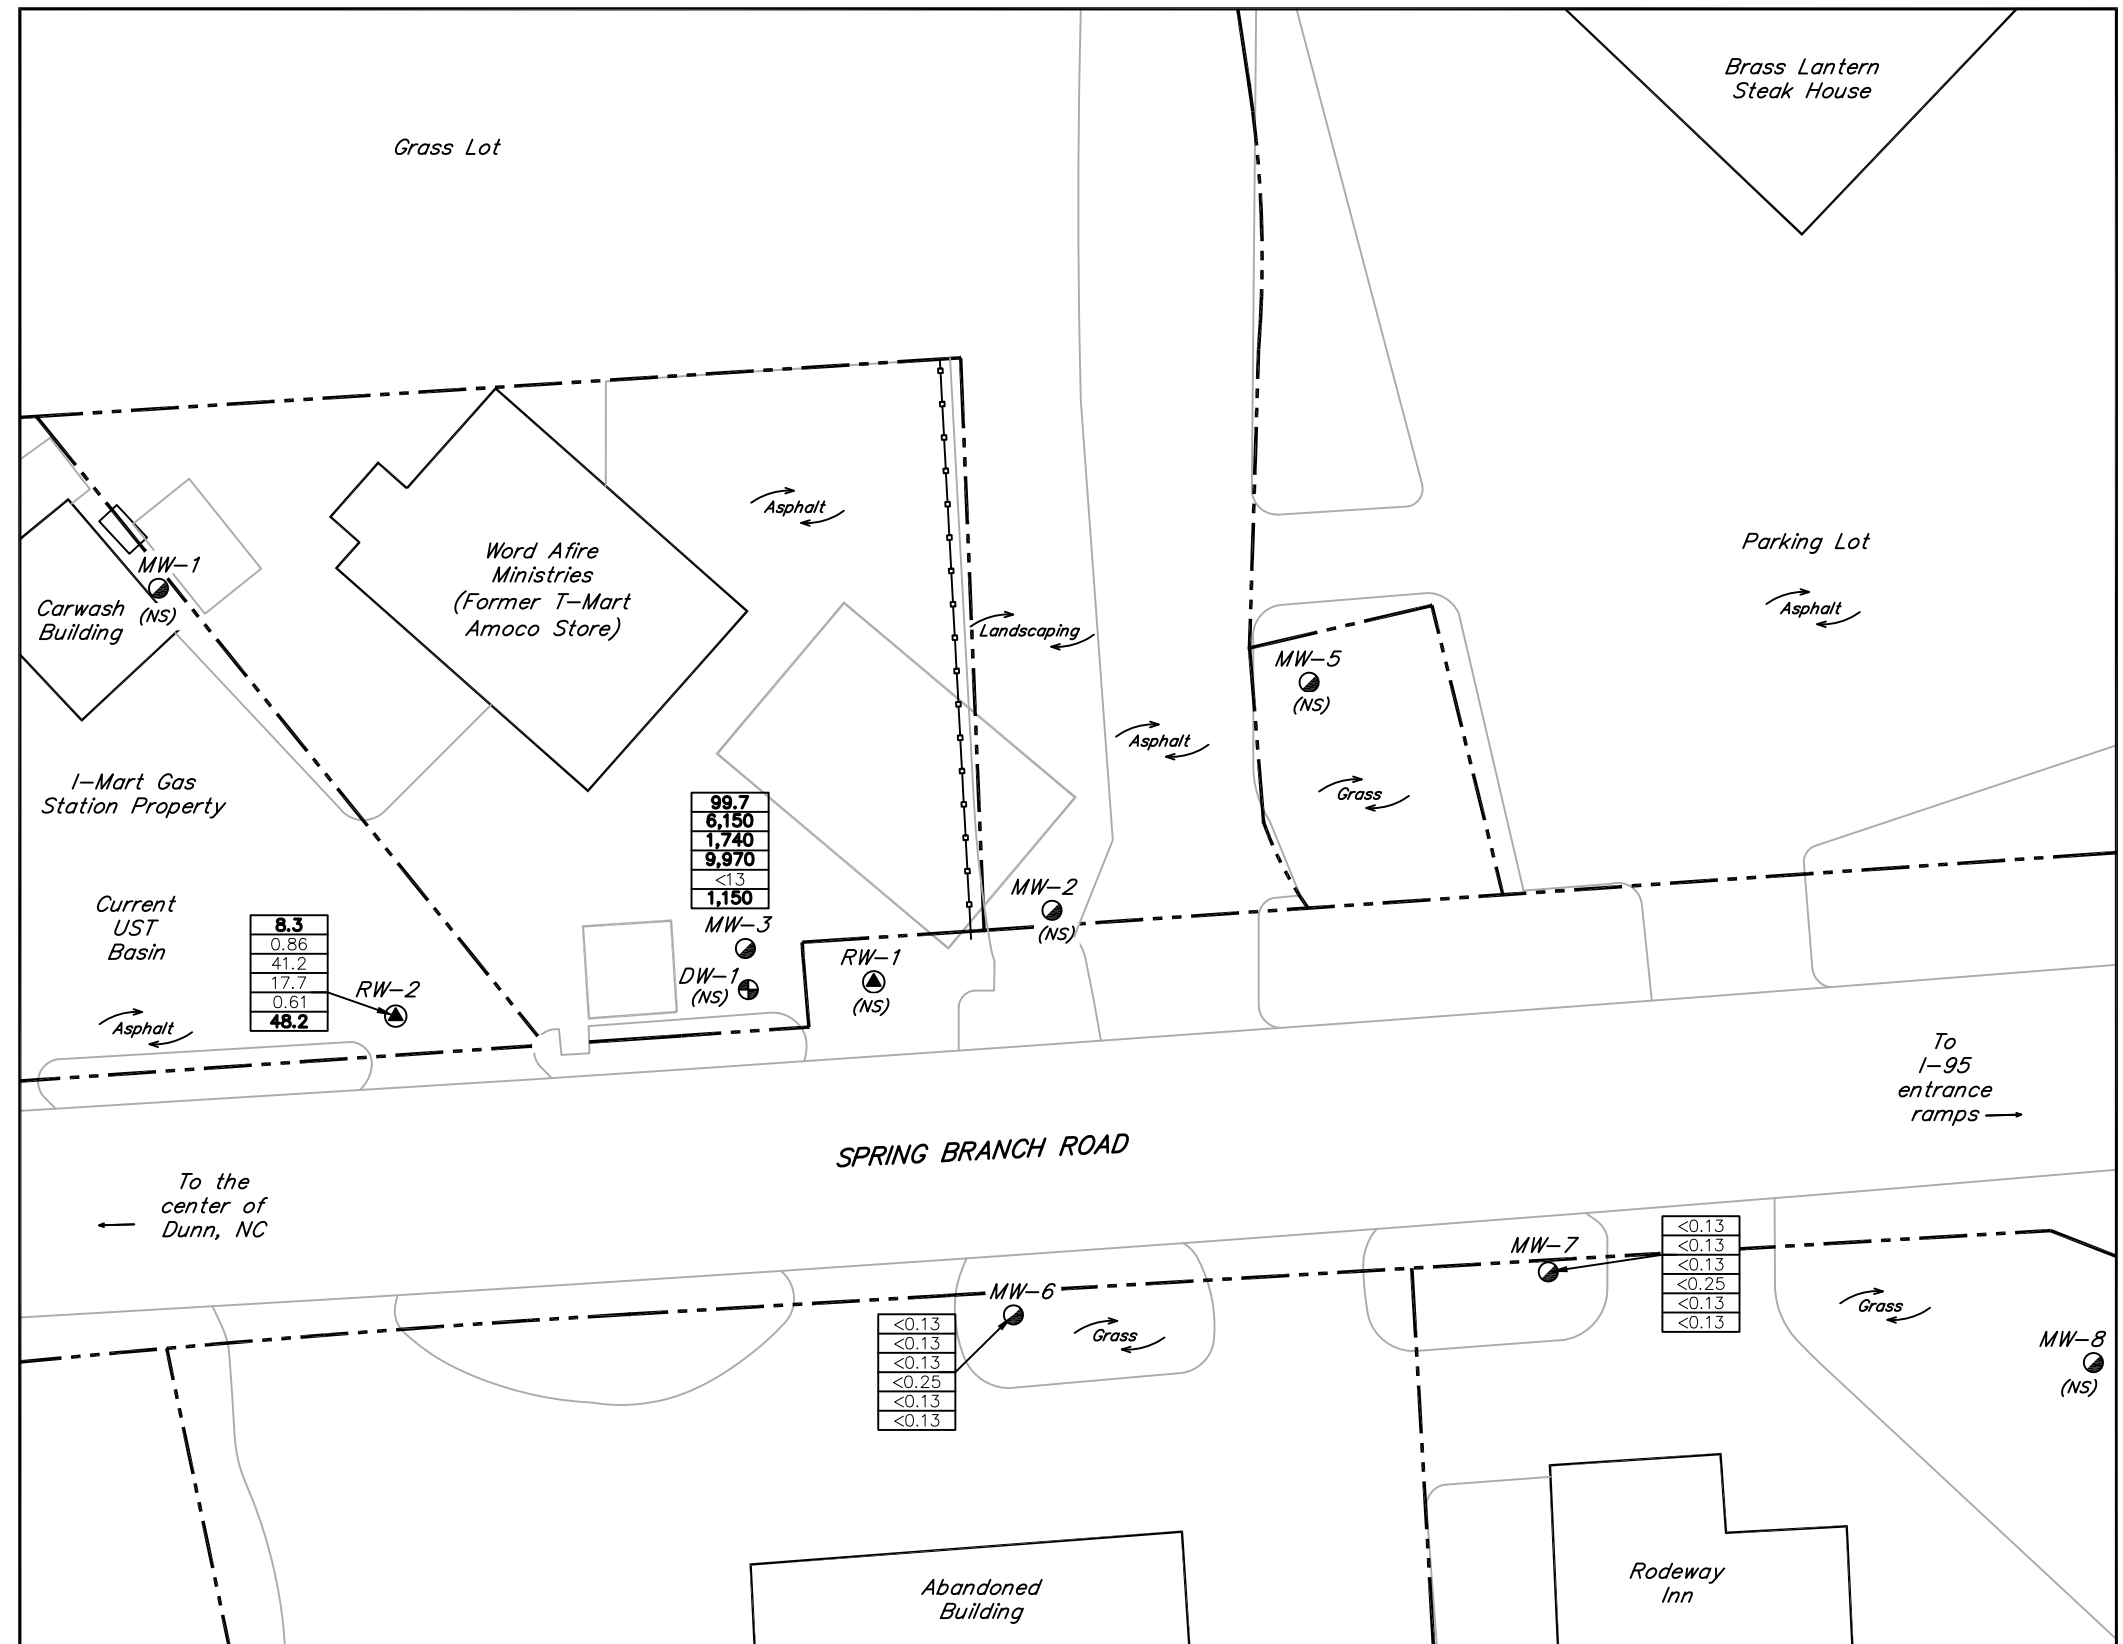 Brass Lantern
Steak House
Grass Lot
Asphalt
Word Afire
Ministries
(Former T-Mart
Amoco Store)
Parking Lot
MW-1
(NS)
Carwash
Building
Asphalt
Landscaping
MW-5
(NS)
Asphalt
Grass
I-Mart Gas
Station Property
99.7
6,150
1,740
9,970
<13
1,150
MW-3
MW-2
(NS)
Current
UST
Basin
8.3
0.86
41.2
17.7
0.61
48.2
RW-2
DW-1
(NS)
RW-1
(NS)
Asphalt
To
I-95
entrance
ramps
SPRING BRANCH ROAD
To the
center of
Dunn, NC
MW-7
<0.13
<0.13
<0.13
<0.25
<0.13
<0.13
MW-6
<0.13
<0.13
<0.13
<0.25
<0.13
<0.13
Grass
Grass
MW-8
(NS)
Abandoned
Building
Rodeway
Inn